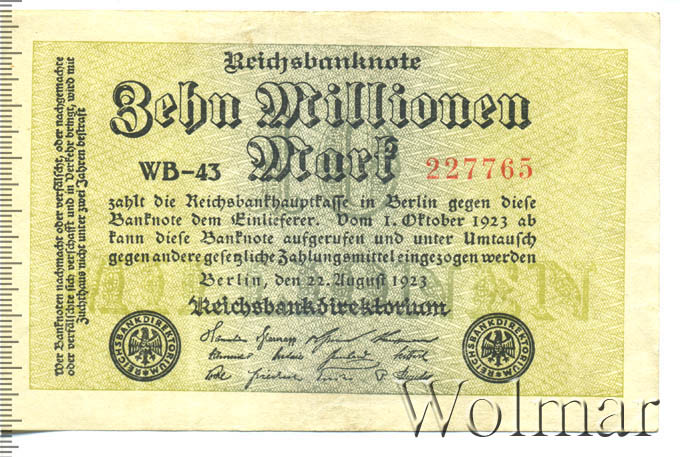 Reichsbanknote
Zehn Millionen
Mark
WB-43
227765
zahlt die Reichsbankhauptkasse in Berlin gegen diese
Banknote dem Einlieferer. Vom 1. Oktober 1923 ab
kann diese Banknote aufgerufen und unter Umtausch
gegen andere gesetzliche Zahlungsmittel eingezogen werden
Berlin, den 22. August 1923
Reichsbankdirektorium
REICHSBANKDIREKTORIUM
REICHSBANKDIREKTORIUM
Wer Banknoten nachmacht oder verfälscht, oder nachgemachte
oder verfälschte sich verschafft und in Verkehr bringt, wird mit
Zuchthaus nicht unter zwei Jahren bestraft
Wolmar